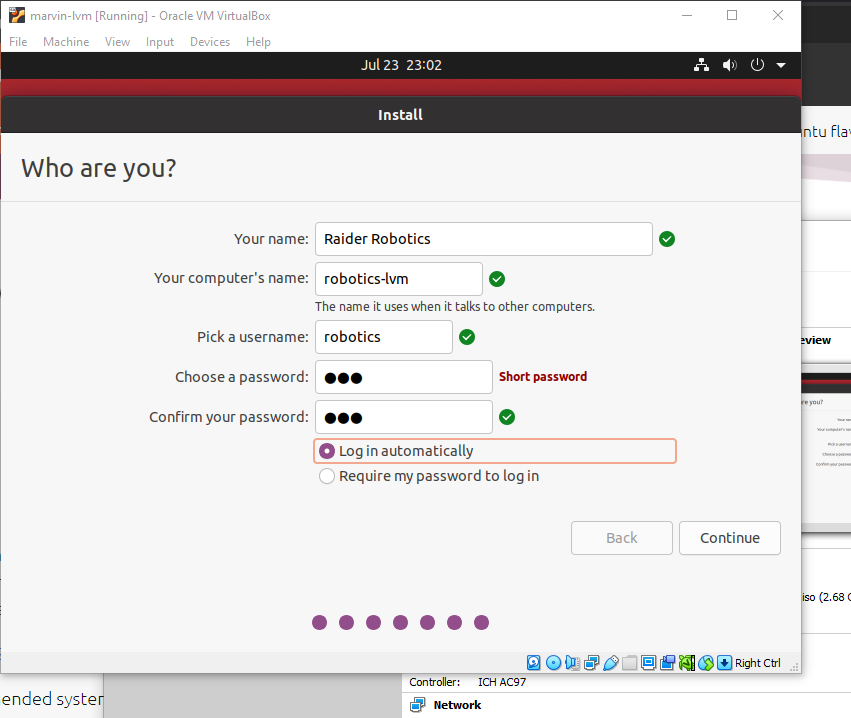 marvin-lvm [Running] - Oracle VM VirtualBox
File Machine View Input Devices Help
Jul 23 23:02
Install
ntu fla
Who are you?
Your name: Raider Robotics
Your computer's name: robotics-lvm
The name it uses when it talks to other computers.
Pick a username: robotics
eview
Choose a password: ●●● Short password
Confirm your password: ●●●
Log in automatically
Require my password to log in
Back Continue
iso (2.68 G
Right Ctrl
Controller: ICH AC97
ended syster
Network